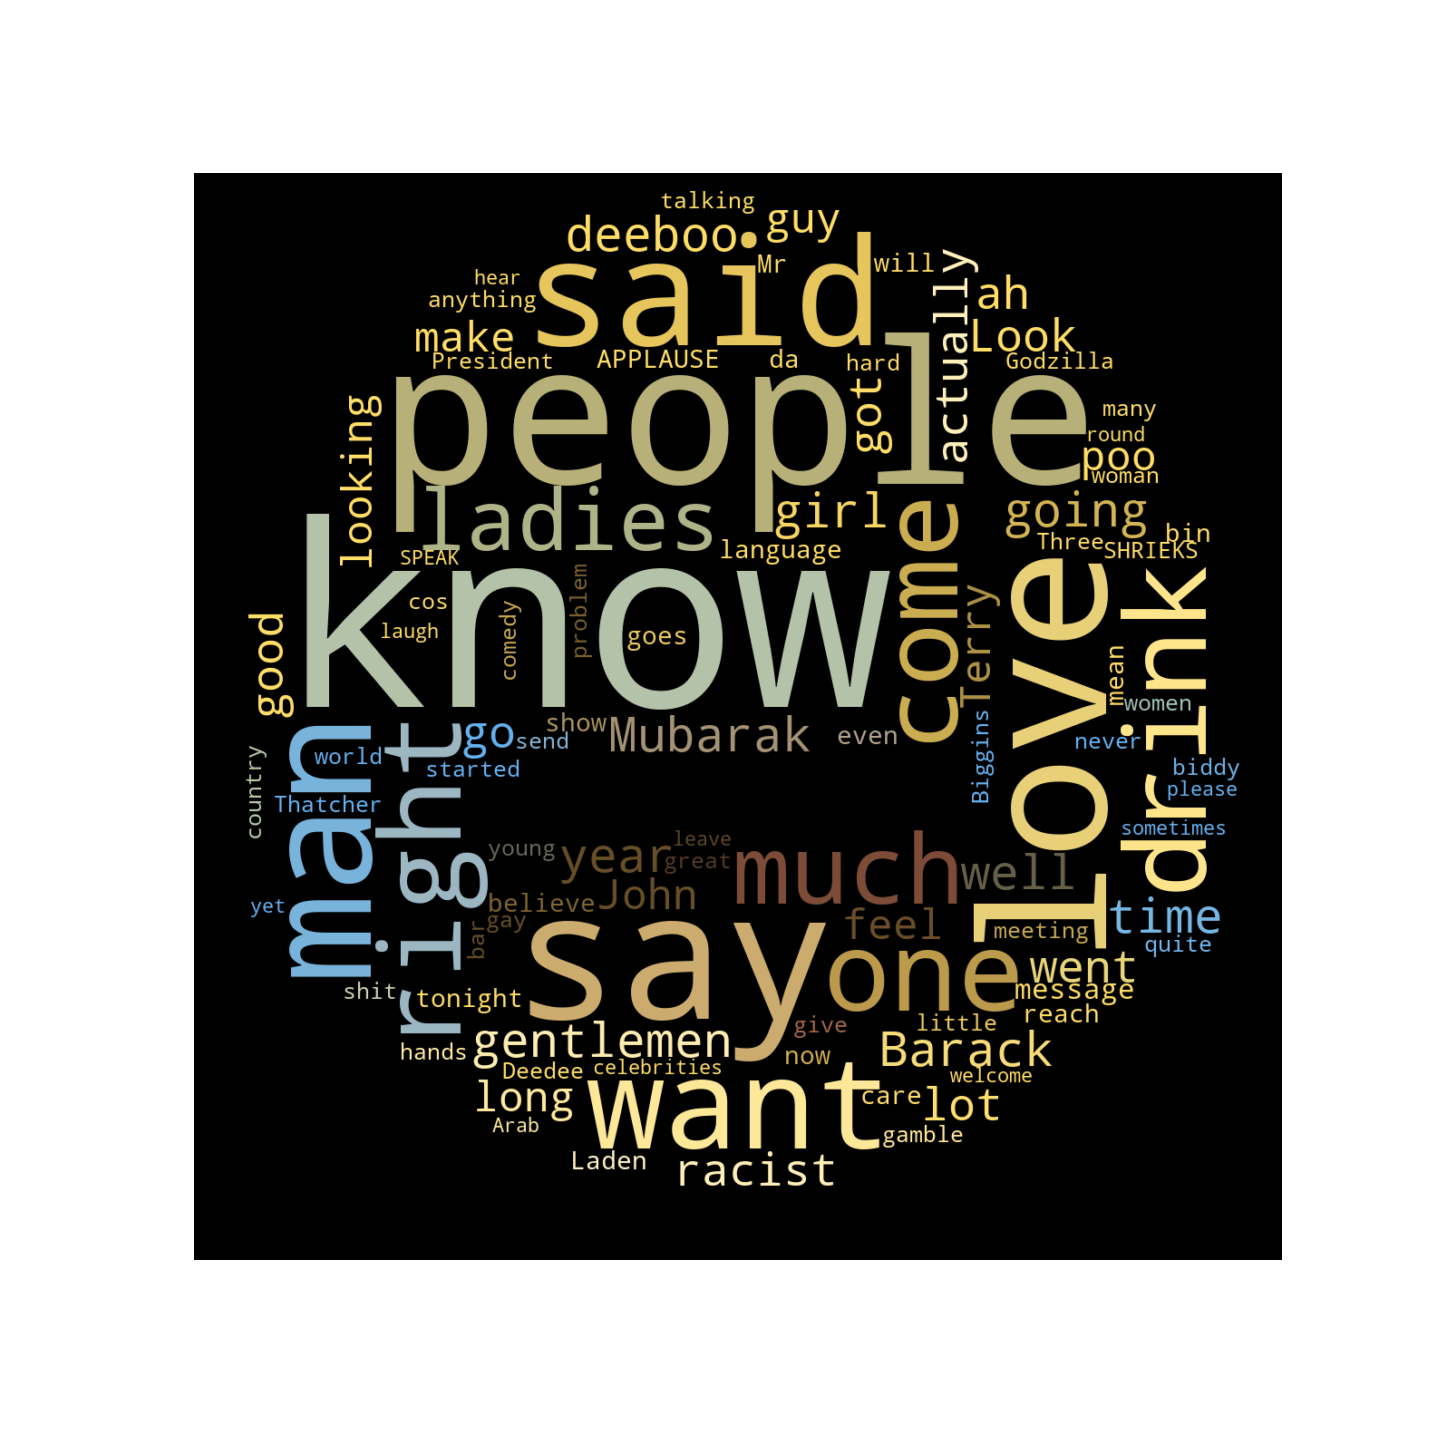 talking
deeboo
guy
said
Mr
will
actually
ah
hear
anything
make
Look
President
APPLAUSE
da
hard
Godzilla
people
got
looking
many
round
poo
woman
ladies
girl
come
going
bin
Three
SHRIEKS
SPEAK
language
know
love
drink
cos
laugh
comedy
problem
goes
Terry
good
mean
women
man
right
go
send
show
Mubarak
even
Biggins
never
world
started
country
Thatcher
biddy
please
sometimes
young
year
leave
great
much
well
believe
John
yet
gay
bar
feel
time
meeting
quite
say
one
went
shit
tonight
message
reach
hands
gentlemen
give
little
now
Barack
Deedee
celebrities
welcome
long
want
care
lot
Arab
gamble
Laden
racist